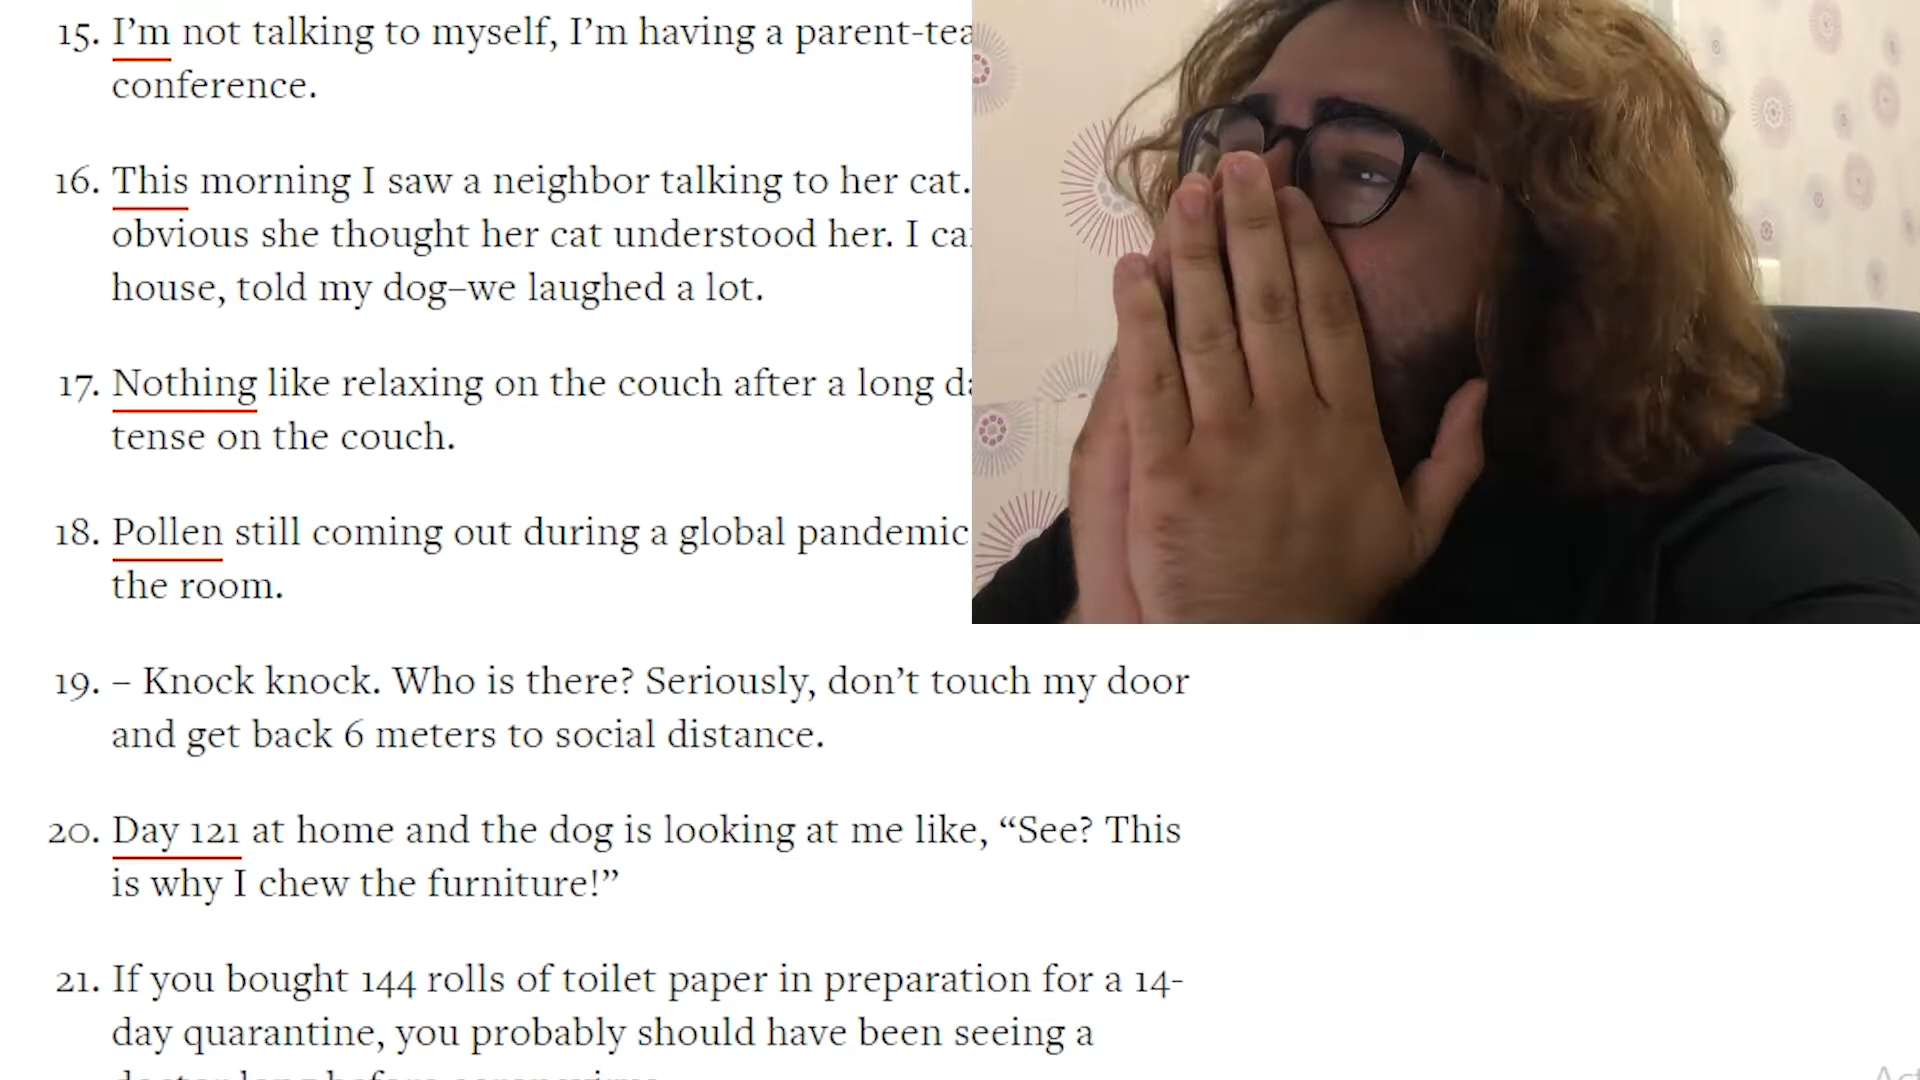 15. I’m not talking to myself, I’m having a parent-tea
conference.
16. This morning I saw a neighbor talking to her cat.
obvious she thought her cat understood her. I ca
house, told my dog–we laughed a lot.
17. Nothing like relaxing on the couch after a long da
tense on the couch.
18. Pollen still coming out during a global pandemic
the room.
19. – Knock knock. Who is there? Seriously, don’t touch my door
and get back 6 meters to social distance.
20. Day 121 at home and the dog is looking at me like, “See? This
is why I chew the furniture!”
21. If you bought 144 rolls of toilet paper in preparation for a 14-
day quarantine, you probably should have been seeing a